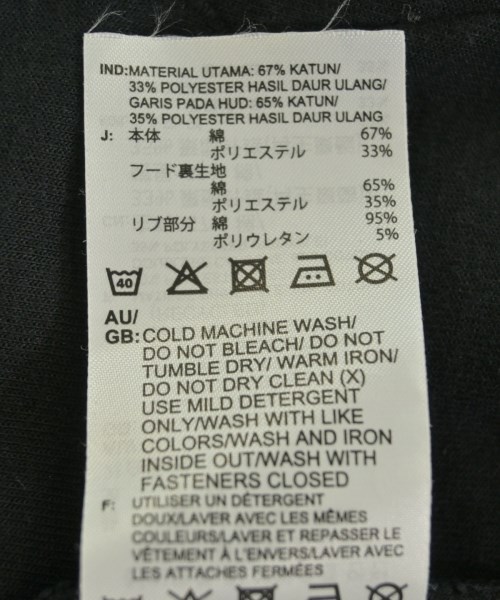 IND: MATERIAL UTAMA: 67% KATUN/
33% POLYESTER HASIL DAUR ULANG/
GARIS PADA HUD: 65% KATUN/
35% POLYESTER HASIL DAUR ULANG
J: 本体 綿 67%
ポリエステル 33%
フード裏生地
綿 65%
ポリエステル 35%
リブ部分 綿 95%
ポリウレタン 5%
40
AU/
GB: COLD MACHINE WASH/
DO NOT BLEACH/ DO NOT
TUMBLE DRY/ WARM IRON/
DO NOT DRY CLEAN (X)
USE MILD DETERGENT
ONLY/WASH WITH LIKE
COLORS/WASH AND IRON
INSIDE OUT/WASH WITH
FASTENERS CLOSED
F: UTILISER UN DÉTERGENT
DOUX/LAVER AVEC LES MÊMES
COULEURS/LAVER ET REPASSER LE
VÊTEMENT À L'ENVERS/LAVER AVEC
LES ATTACHES FERMÉES